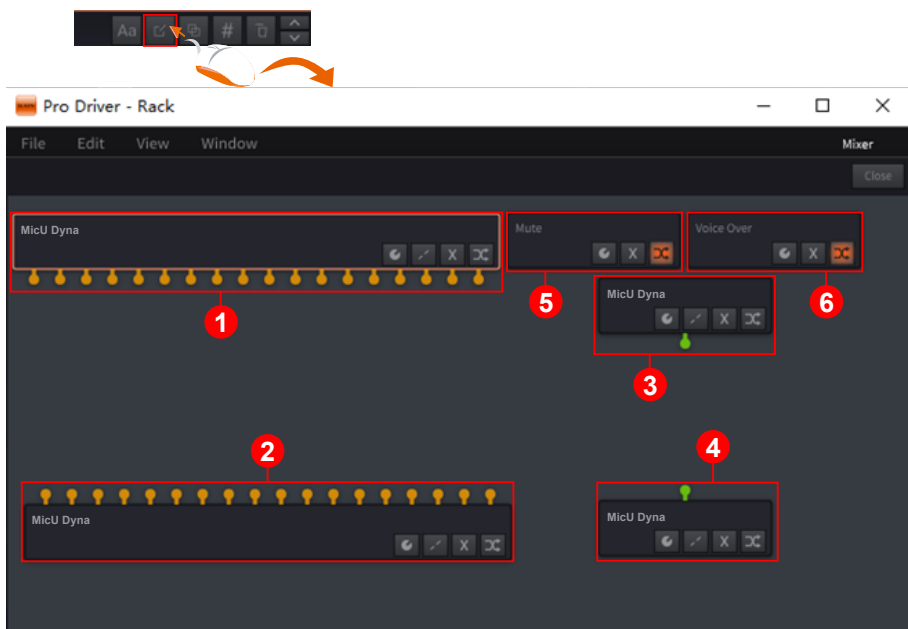 Aa #
Pro Driver - Rack
File Edit View Window Mixer
Close
MicU Dyna
X
1
Mute
X
5
Voice Over
X
6
MicU Dyna
X
3
2
MicU Dyna
X
4
MicU Dyna
X